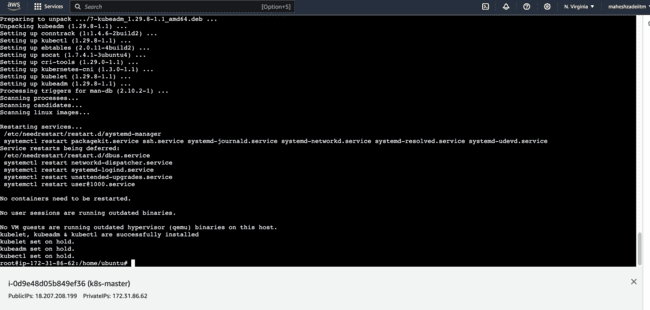 aws
Services
Search
[Option+S]
N. Virginia
maheshzadeitm
Preparing to unpack .../7-kubeadm_1.29.8-1.1_amd64.deb ...
Unpacking kubeadm (1.29.8-1.1) ...
Setting up conntrack (1:1.4.6-2build2) ...
Setting up kubectl (1.29.8-1.1) ...
Setting up ebtables (2.0.11-4build2) ...
Setting up socat (1.7.4.1-3ubuntu4) ...
Setting up cri-tools (1.29.0-1.1) ...
Setting up kubernetes-cni (1.3.0-1.1) ...
Setting up kubelet (1.29.8-1.1) ...
Setting up kubeadm (1.29.8-1.1) ...
Processing triggers for man-db (2.10.2-1) ...
Scanning processes...
Scanning candidates...
Scanning linux images...
Restarting services...
/etc/needrestart/restart.d/systemd-manager
systemctl restart packagekit.service ssh.service systemd-journald.service systemd-networkd.service systemd-resolved.service systemd-udevd.service
Service restarts being deferred:
/etc/needrestart/restart.d/dbus.service
systemctl restart networkd-dispatcher.service
systemctl restart systemd-logind.service
systemctl restart unattended-upgrades.service
systemctl restart user@1000.service
No containers need to be restarted.
No user sessions are running outdated binaries.
No VM guests are running outdated hypervisor (qemu) binaries on this host.
kubelet, kubeadm & kubectl are successfully installed
kubelet set on hold.
kubeadm set on hold.
kubectl set on hold.
root@ip-172-31-86-62:/home/ubuntu#
i-0d9e48d05b849ef36 (k8s-master)
PublicIPs: 18.207.208.199 PrivateIPs: 172.31.86.62